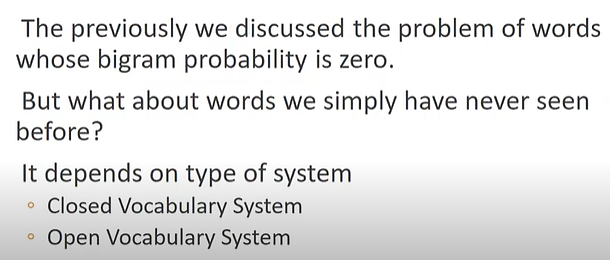 The previously we discussed the problem of words
whose bigram probability is zero.
But what about words we simply have never seen
before?
It depends on type of system
◦ Closed Vocabulary System
◦ Open Vocabulary System